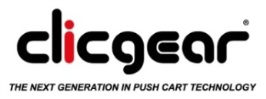 clicgear®
THE NEXT GENERATION IN PUSH CART TECHNOLOGY